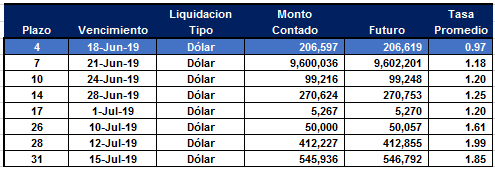 Liquidacion Monto Tasa
Plazo Vencimiento Tipo Contado Futuro Promedio
4 18-Jun-19 Dólar 206,597 206,619 0.97
7 21-Jun-19 Dólar 9,600,036 9,602,201 1.18
10 24-Jun-19 Dólar 99,216 99,248 1.20
14 28-Jun-19 Dólar 270,624 270,753 1.25
17 1-Jul-19 Dólar 5,267 5,270 1.20
26 10-Jul-19 Dólar 50,000 50,057 1.61
28 12-Jul-19 Dólar 412,227 412,855 1.99
31 15-Jul-19 Dólar 545,936 546,792 1.85